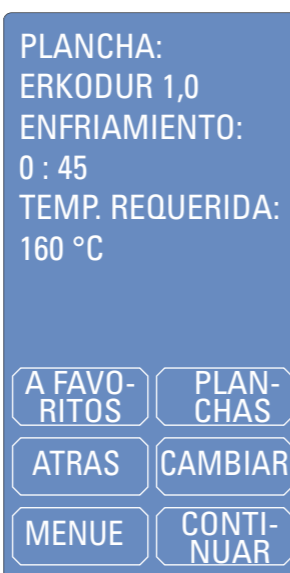 PLANCHA:
ERKODUR 1,0
ENFRIAMIENTO:
0 : 45
TEMP. REQUERIDA:
160 °C
A FAVO-
RITOS
PLAN-
CHAS
ATRAS
CAMBIAR
MENUE
CONTI-
NUAR